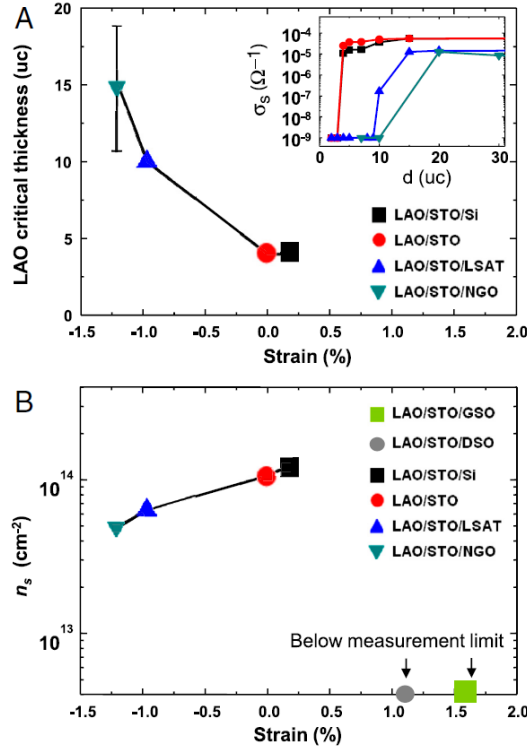 A
LAO critical thickness (uc)
20
15
10
5
0
-1.5 -1.0 -0.5 0.0 0.5 1.0 1.5 2.0
Strain (%)
σS (Ω−1)
10-4
10-5
10-6
10-7
10-8
10-9
0 10 20 30
d (uc)
LAO/STO/Si
LAO/STO
LAO/STO/LSAT
LAO/STO/NGO
B
ns (cm-2)
10^14
10^13
-1.5 -1.0 -0.5 0.0 0.5 1.0 1.5 2.0
Strain (%)
LAO/STO/GSO
LAO/STO/DSO
LAO/STO/Si
LAO/STO
LAO/STO/LSAT
LAO/STO/NGO
Below measurement limit